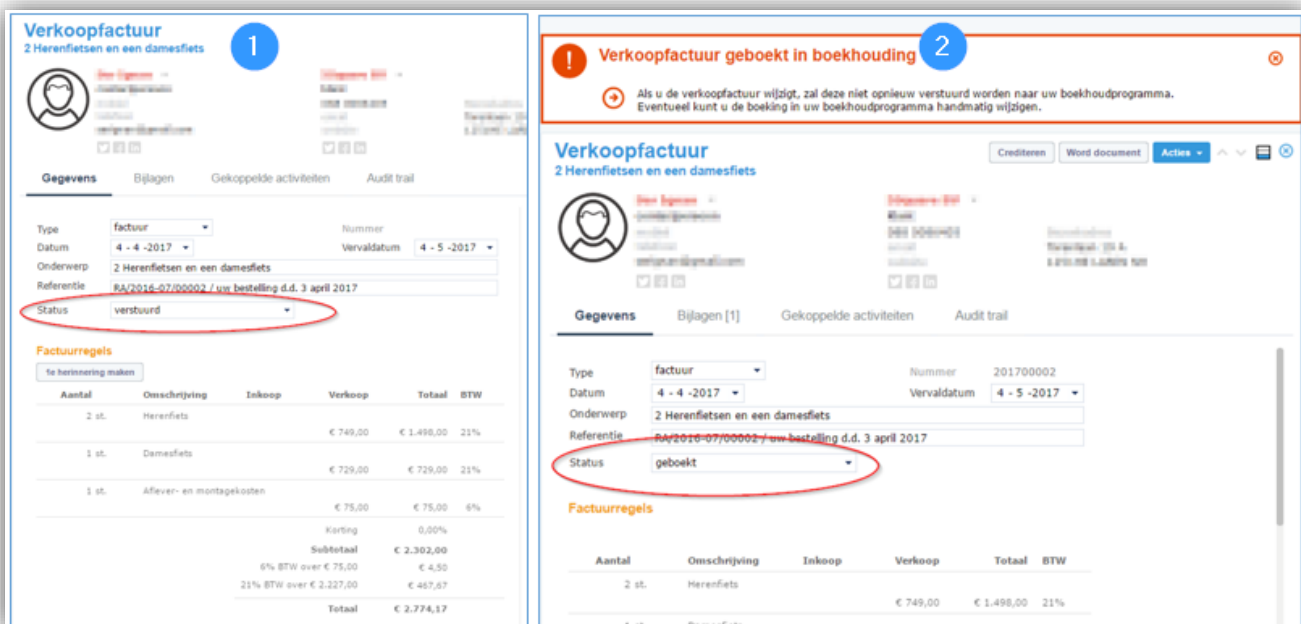 Verkoopfactuur
2 Herenfietsen en een damesfiets
1
Gegevens Bijlagen Gekoppelde activiteiten Audit trail
Type factuur Nummer
Datum 4 - 4 -2017 Vervaldatum 4 - 5 -2017
Onderwerp 2 Herenfietsen en een damesfiets
Referentie RA/2016-07/00002 / uw bestelling d.d. 3 april 2017
Status verstuurd
Factuurregels
1e herinnering maken
Aantal Omschrijving Inkoop Verkoop Totaal BTW
2 st. Herenfiets
€ 749,00 € 1.498,00 21%
1 st. Damesfiets
€ 729,00 € 729,00 21%
1 st. Aflever- en montagekosten
€ 75,00 € 75,00 6%
Korting 0,00%
Subtotaal € 2.302,00
6% BTW over € 75,00 € 4,50
21% BTW over € 2.227,00 € 467,67
Totaal € 2.774,17
! Verkoopfactuur geboekt in boekhouding 2
Als u de verkoopfactuur wijzigt, zal deze niet opnieuw verstuurd worden naar uw boekhoudprogramma.
Eventueel kunt u de boeking in uw boekhoudprogramma handmatig wijzigen.
Verkoopfactuur Crediteren Word document Acties
2 Herenfietsen en een damesfiets
Gegevens Bijlagen [1] Gekoppelde activiteiten Audit trail
Type factuur Nummer 201700002
Datum 4 - 4 -2017 Vervaldatum 4 - 5 -2017
Onderwerp 2 Herenfietsen en een damesfiets
Referentie RA/2016-07/00002 / uw bestelling d.d. 3 april 2017
Status geboekt
Factuurregels
Aantal Omschrijving Inkoop Verkoop Totaal BTW
2 st. Herenfiets
€ 749,00 € 1.498,00 21%